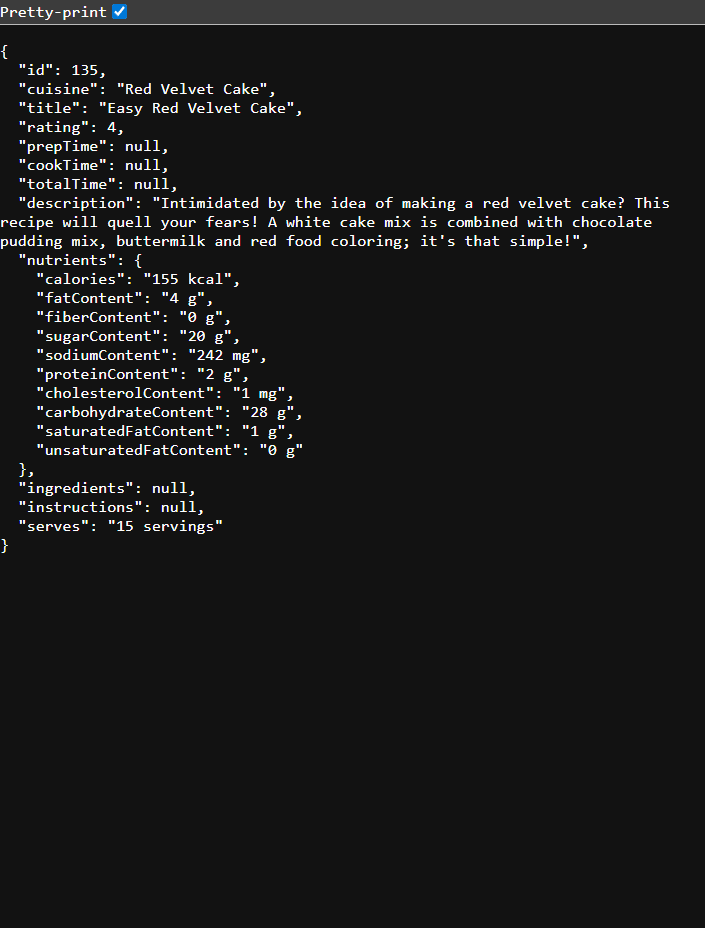 Pretty-print
{
  "id": 135,
  "cuisine": "Red Velvet Cake",
  "title": "Easy Red Velvet Cake",
  "rating": 4,
  "prepTime": null,
  "cookTime": null,
  "totalTime": null,
  "description": "Intimidated by the idea of making a red velvet cake? This
recipe will quell your fears! A white cake mix is combined with chocolate
pudding mix, buttermilk and red food coloring; it's that simple!",
  "nutrients": {
    "calories": "155 kcal",
    "fatContent": "4 g",
    "fiberContent": "0 g",
    "sugarContent": "20 g",
    "sodiumContent": "242 mg",
    "proteinContent": "2 g",
    "cholesterolContent": "1 mg",
    "carbohydrateContent": "28 g",
    "saturatedFatContent": "1 g",
    "unsaturatedFatContent": "0 g"
  },
  "ingredients": null,
  "instructions": null,
  "serves": "15 servings"
}